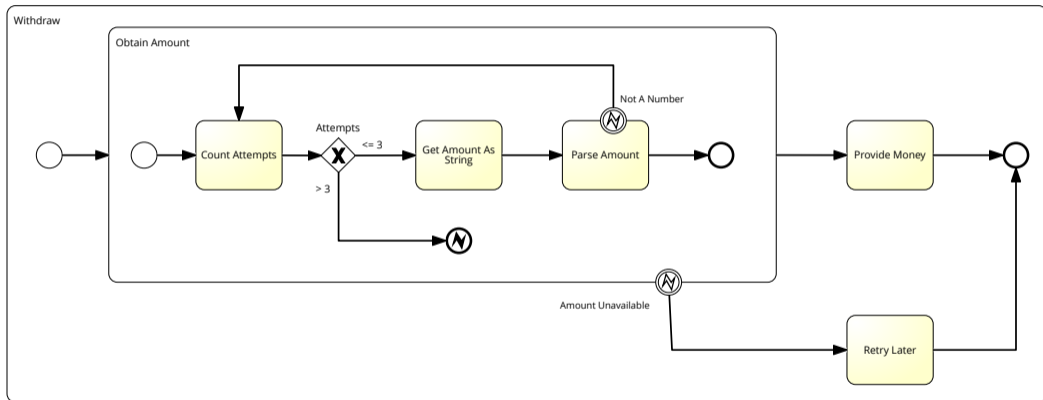 Withdraw
Obtain Amount
Not A Number
Attempts
<= 3
Count Attempts
Get Amount As
String
Parse Amount
Provide Money
> 3
Amount Unavailable
Retry Later